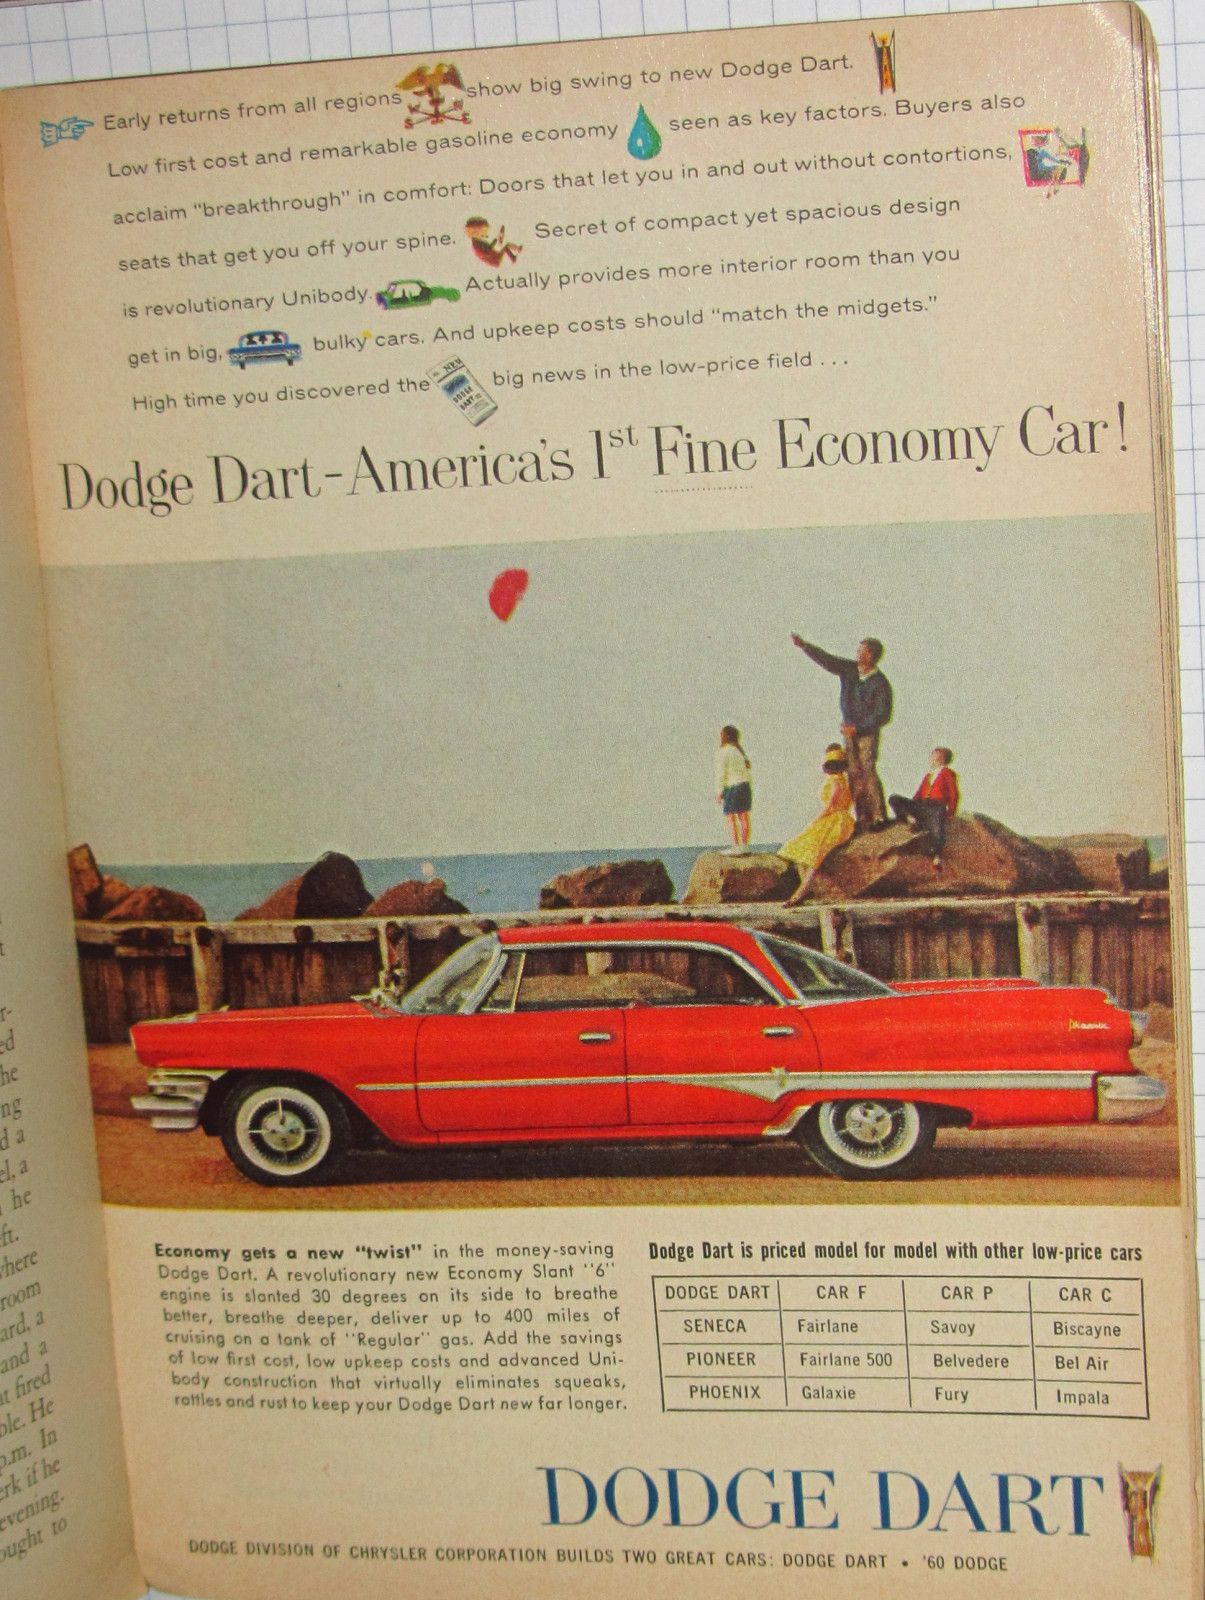 Early returns from all regions show big swing to new Dodge Dart.
Low first cost and remarkable gasoline economy seen as key factors. Buyers also
acclaim "breakthrough" in comfort: Doors that let you in and out without contortions,
seats that get you off your spine. Secret of compact yet spacious design
is revolutionary Unibody. Actually provides more interior room than you
get in big, bulky cars. And upkeep costs should "match the midgets."
High time you discovered the big news in the low-price field . . .
Dodge Dart-America's 1st Fine Economy Car!
Economy gets a new "twist" in the money-saving
Dodge Dart. A revolutionary new Economy Slant "6"
engine is slanted 30 degrees on its side to breathe
better, breathe deeper, deliver up to 400 miles of
cruising on a tank of "Regular" gas. Add the savings
of low first cost, low upkeep costs and advanced Uni-
body construction that virtually eliminates squeaks,
rattles and rust to keep your Dodge Dart new far longer.
Dodge Dart is priced model for model with other low-price cars
DODGE DART CAR F CAR P CAR C
SENECA Fairlane Savoy Biscayne
PIONEER Fairlane 500 Belvedere Bel Air
PHOENIX Galaxie Fury Impala
DODGE DART
DODGE DIVISION OF CHRYSLER CORPORATION BUILDS TWO GREAT CARS: DODGE DART • '60 DODGE